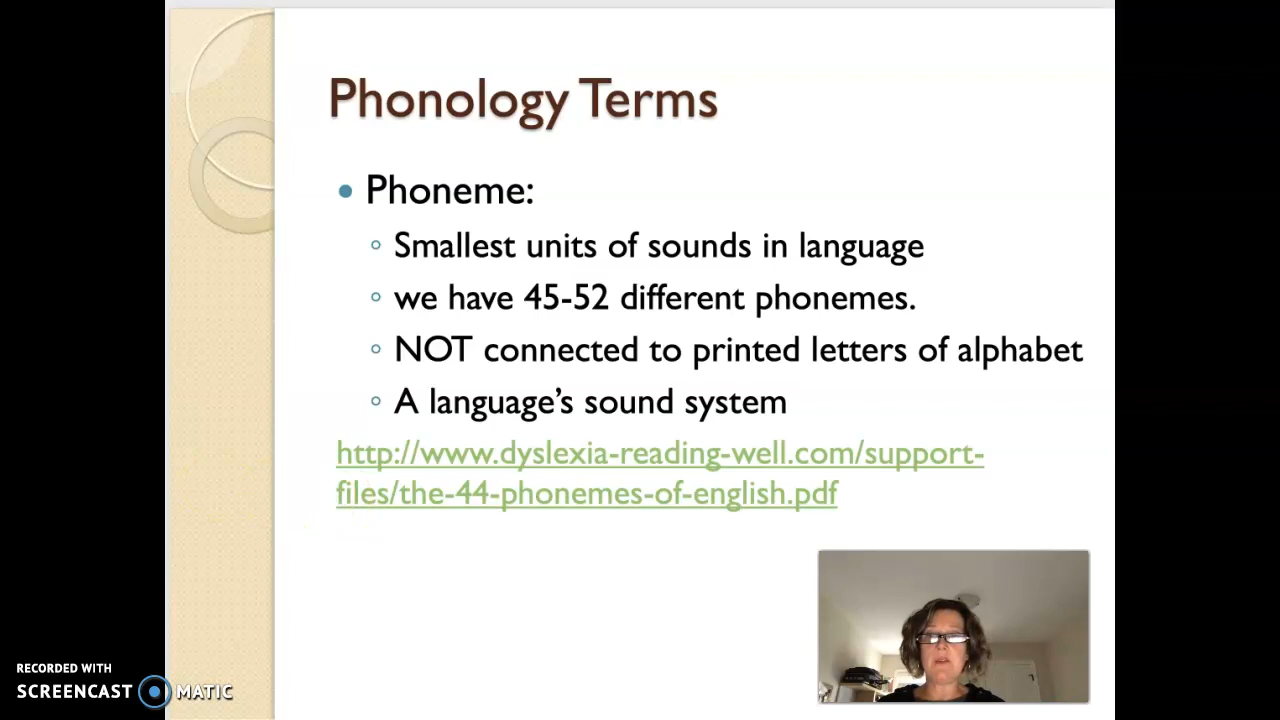 Phonology Terms
Phoneme:
Smallest units of sounds in language
we have 45-52 different phonemes.
NOT connected to printed letters of alphabet
A language’s sound system
http://www.dyslexia-reading-well.com/support-
files/the-44-phonemes-of-english.pdf
RECORDED WITH
SCREENCAST MATIC